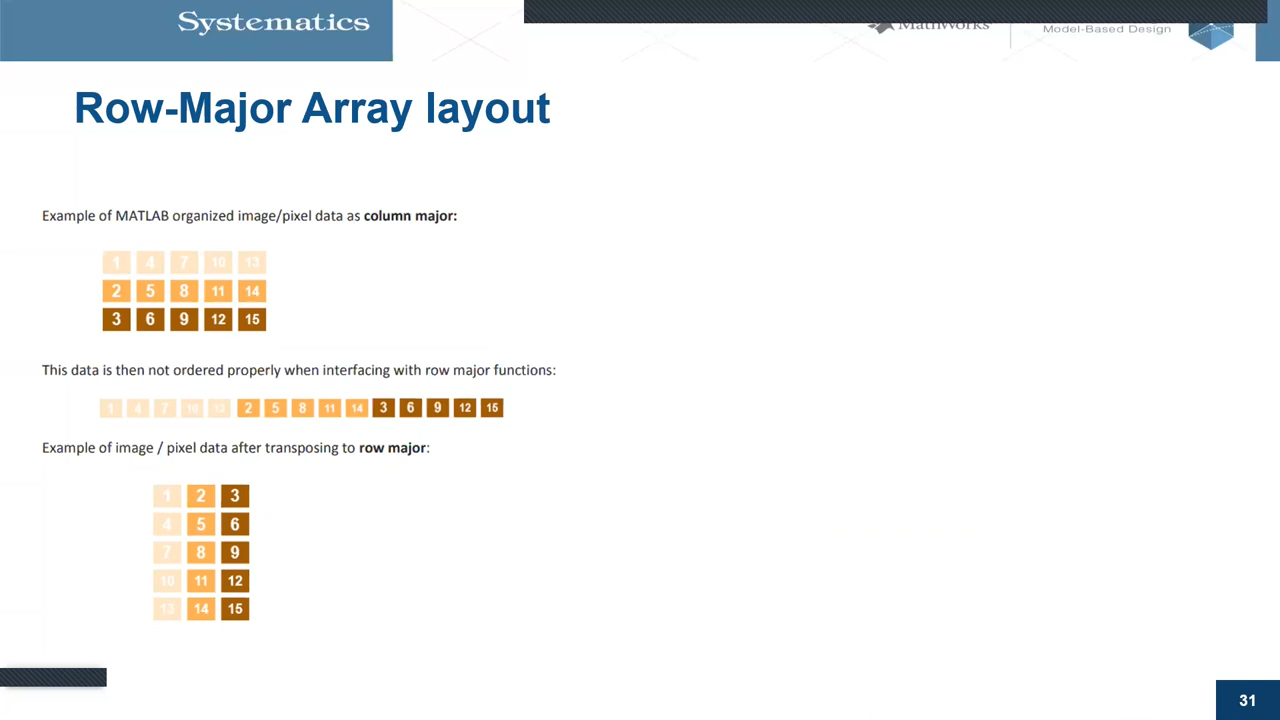 Systematics
MathWorks
Model-Based Design
Row-Major Array layout
Example of MATLAB organized image/pixel data as column major:
1 4 7 10 13
2 5 8 11 14
3 6 9 12 15
This data is then not ordered properly when interfacing with row major functions:
1 4 7 10 13 2 5 8 11 14 3 6 9 12 15
Example of image / pixel data after transposing to row major:
1 2 3
4 5 6
7 8 9
10 11 12
13 14 15
31